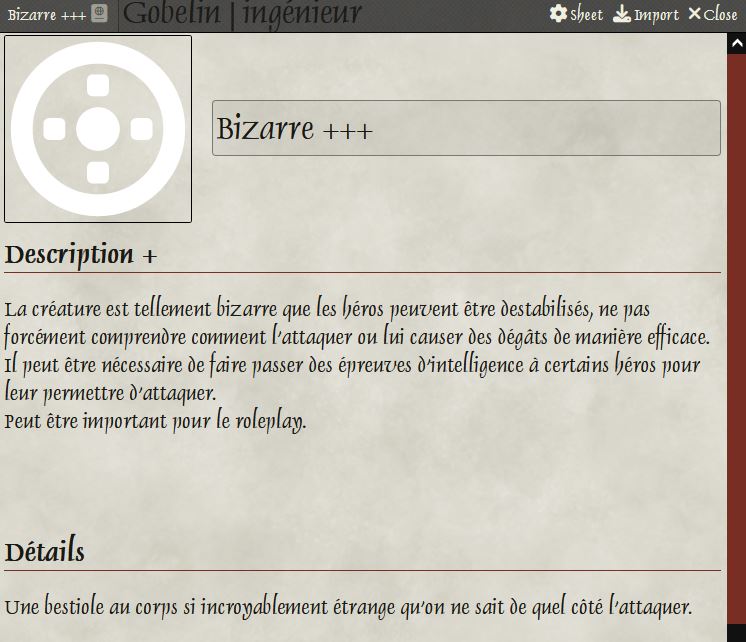 Bizarre +++ Gobelin | ingénieur Sheet Import Close
Bizarre +++
Description +
La créature est tellement bizarre que les héros peuvent être destabilisés, ne pas
forcément comprendre comment l'attaquer ou lui causer des dégâts de manière efficace.
Il peut être nécessaire de faire passer des épreuves d'intelligence à certains héros pour
leur permettre d'attaquer.
Peut être important pour le roleplay.
Détails
Une bestiole au corps si incroyablement étrange qu'on ne sait de quel côté l'attaquer.